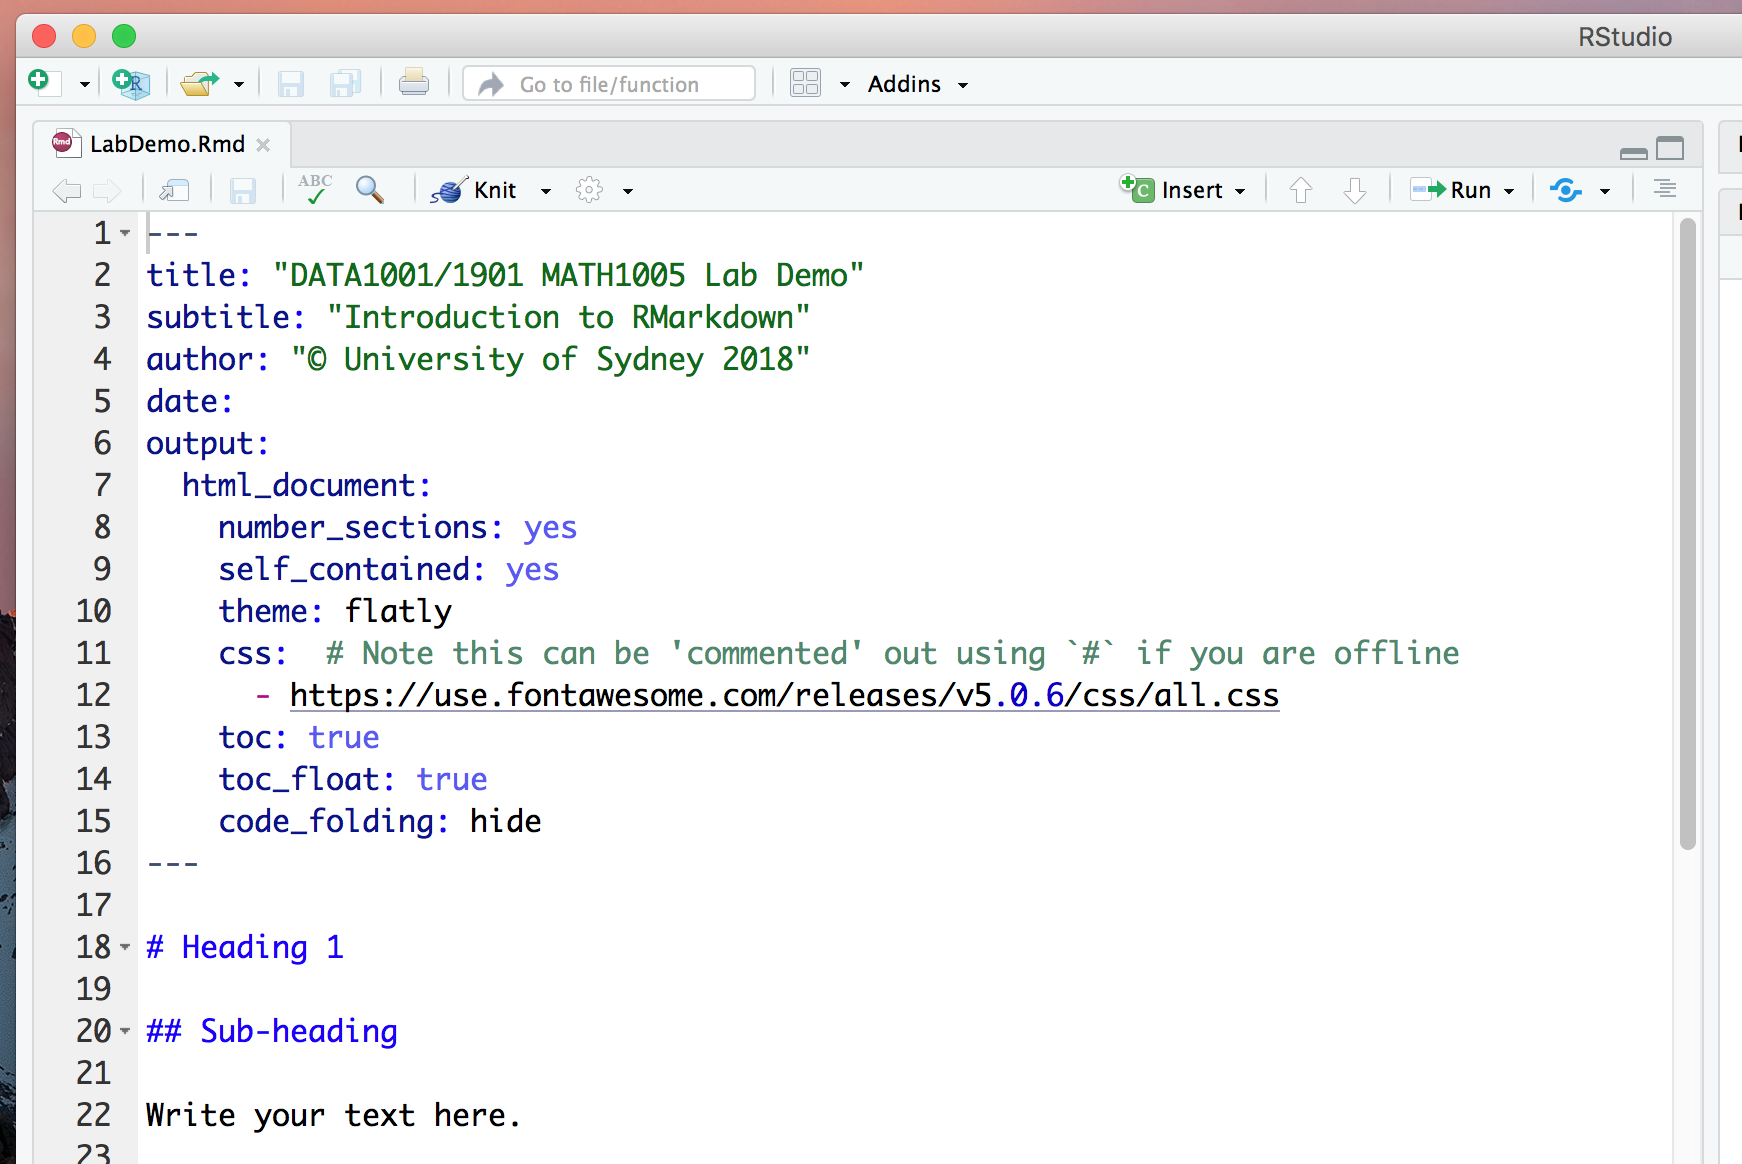 RStudio
Go to file/function
Addins
LabDemo.Rmd
ABC
Knit
Insert
Run
1 ---
2 title: "DATA1001/1901 MATH1005 Lab Demo"
3 subtitle: "Introduction to RMarkdown"
4 author: "© University of Sydney 2018"
5 date:
6 output:
7 html_document:
8 number_sections: yes
9 self_contained: yes
10 theme: flatly
11 css:  # Note this can be 'commented' out using `#` if you are offline
12 - https://use.fontawesome.com/releases/v5.0.6/css/all.css
13 toc: true
14 toc_float: true
15 code_folding: hide
16 ---
17
18 # Heading 1
19
20 ## Sub-heading
21
22 Write your text here.
23